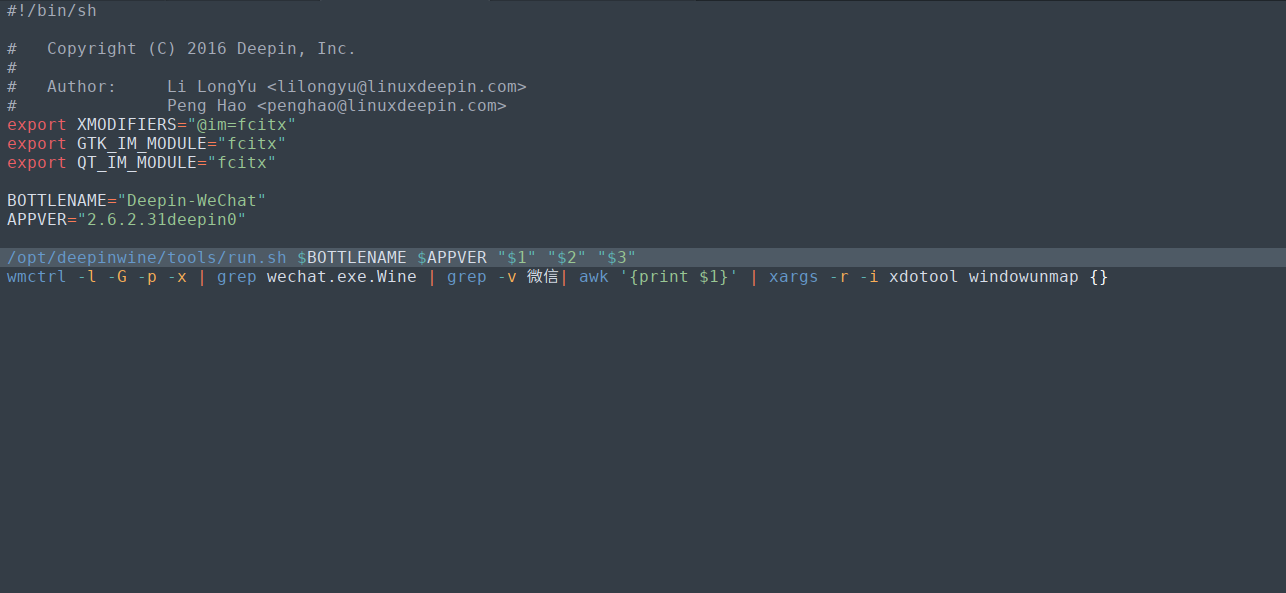 #!/bin/sh
#   Copyright (C) 2016 Deepin, Inc.
#
#   Author:     Li LongYu <lilongyu@linuxdeepin.com>
#               Peng Hao <penghao@linuxdeepin.com>
export XMODIFIERS="@im=fcitx"
export GTK_IM_MODULE="fcitx"
export QT_IM_MODULE="fcitx"
BOTTLENAME="Deepin-WeChat"
APPVER="2.6.2.31deepin0"
/opt/deepinwine/tools/run.sh $BOTTLENAME $APPVER "$1" "$2" "$3"
wmctrl -l -G -p -x | grep wechat.exe.Wine | grep -v 微信| awk '{print $1}' | xargs -r -i xdotool windowunmap {}